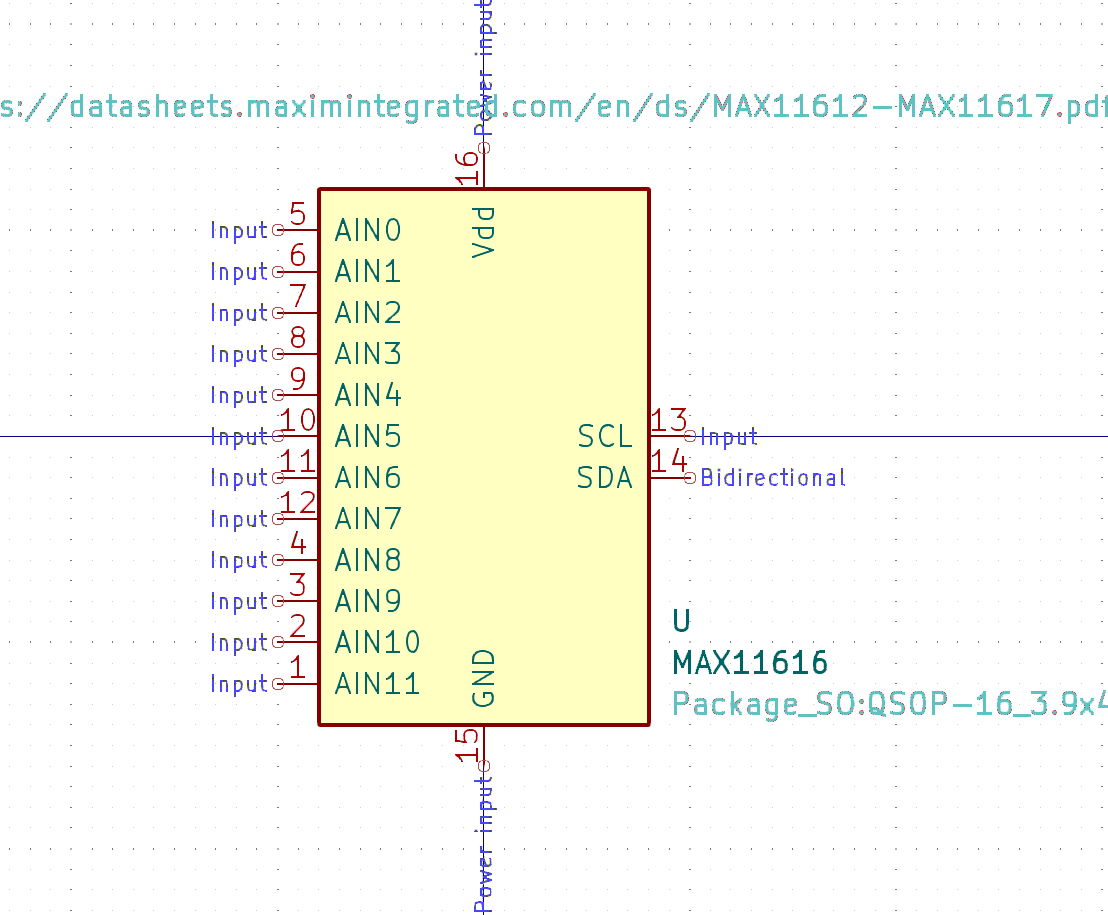 Power input
s://datasheets.maximintegrated.com/en/ds/MAX11612-MAX11617.pdf
16
Vdd
Input 5 AIN0
Input 6 AIN1
Input 7 AIN2
Input 8 AIN3
Input 9 AIN4
Input 10 AIN5 SCL 13 Input
Input 11 AIN6 SDA 14 Bidirectional
Input 12 AIN7
Input 4 AIN8
Input 3 AIN9
Input 2 AIN10
Input 1 AIN11
U
MAX11616
Package_SO:QSOP-16_3.9x4
GND
15
Power input